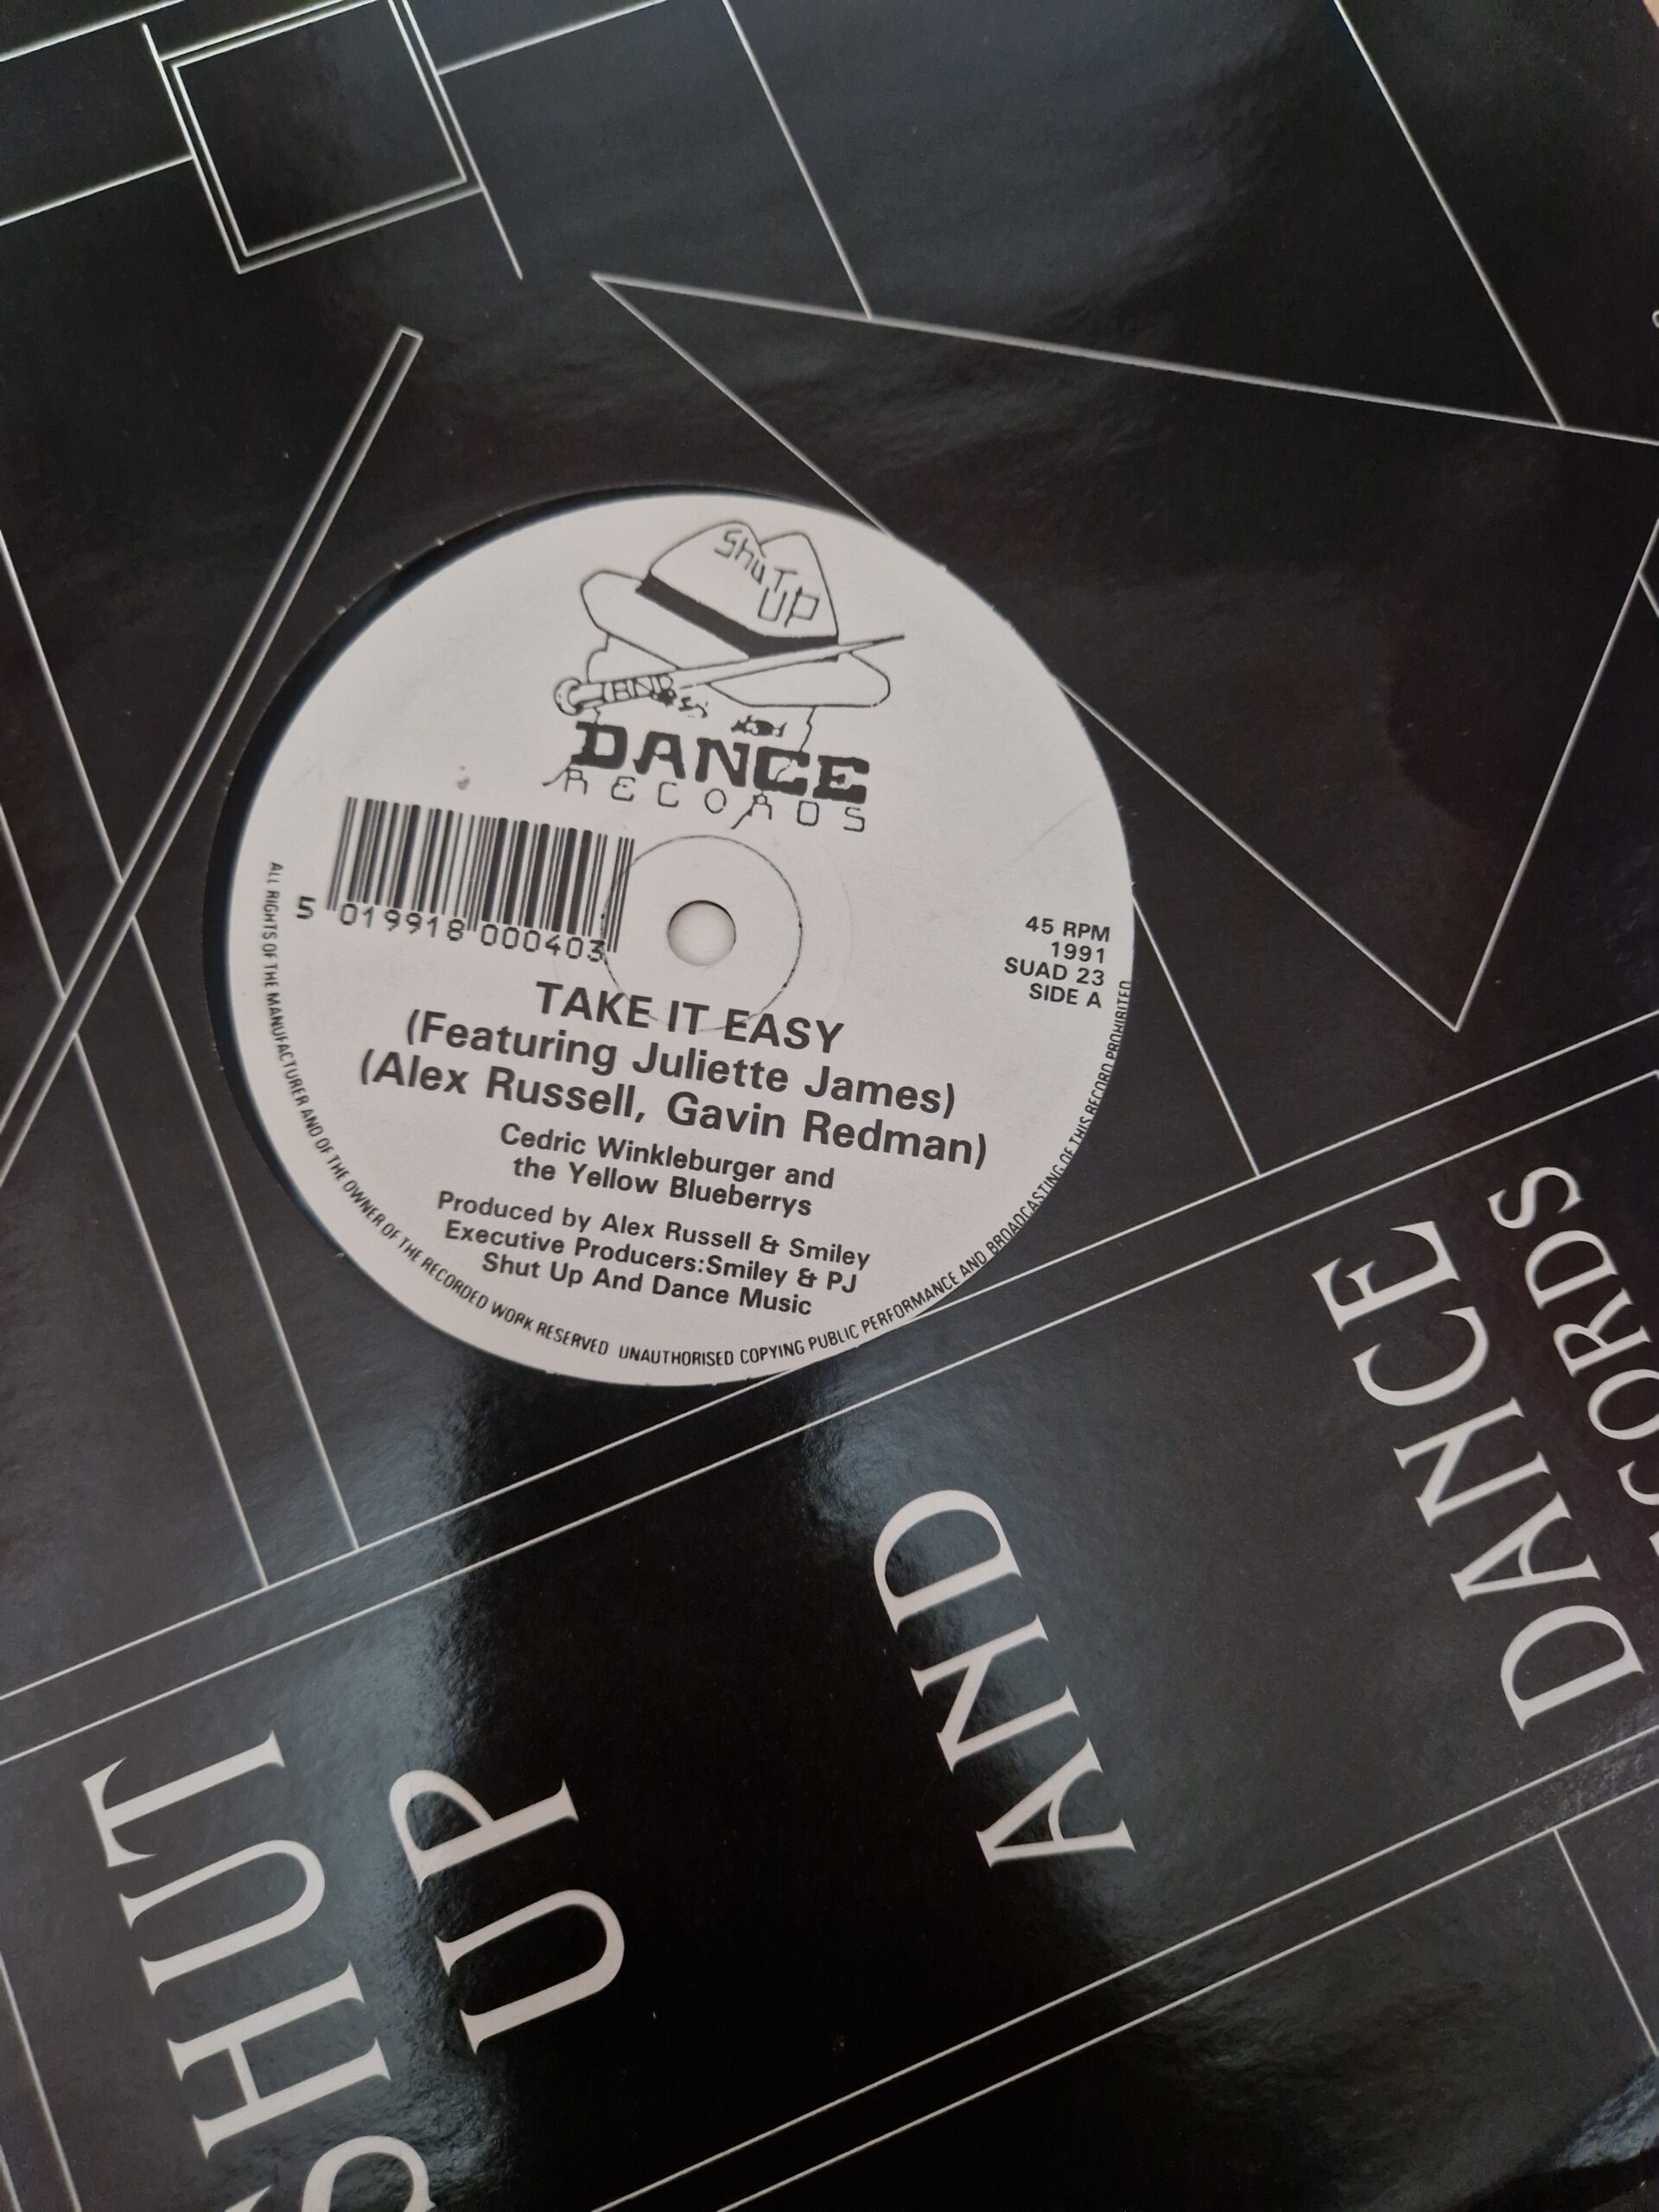 Shut
UP
AND
DANCE
RECORDS
5 019918 000403
45 RPM
1991
SUAD 23
SIDE A
TAKE IT EASY
(Featuring Juliette James)
(Alex Russell, Gavin Redman)
Cedric Winkleburger and
the Yellow Blueberrys
Produced by Alex Russell & Smiley
Executive Producers:Smiley & PJ
Shut Up And Dance Music
ALL RIGHTS OF THE MANUFACTURER AND OF THE OWNER OF THE RECORDED WORK RESERVED UNAUTHORISED COPYING PUBLIC PERFORMANCE AND BROADCASTING OF THIS RECORD PROHIBITED
SHUT
UP
AND
DANCE
RECORDS